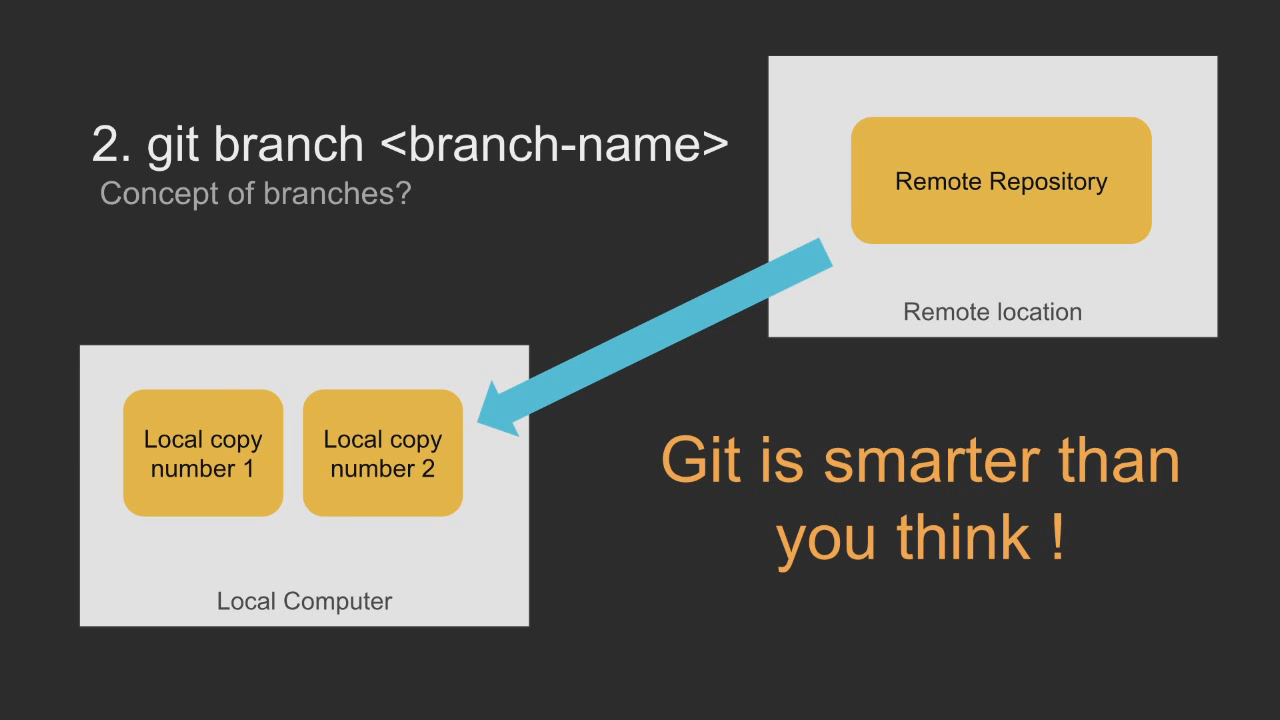 2. git branch <branch-name>
Concept of branches?
Remote Repository
Remote location
Local copy
number 1
Local copy
number 2
Local Computer
Git is smarter than
you think !